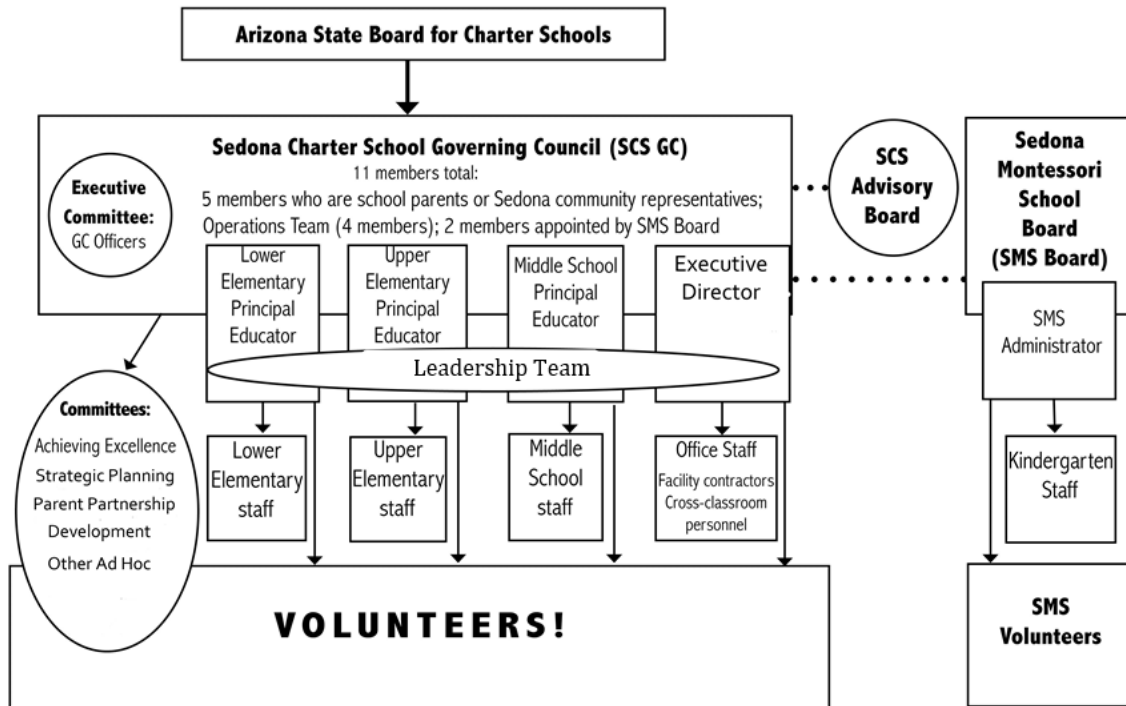 Arizona State Board for Charter Schools
Sedona Charter School Governing Council (SCS GC)
11 members total:
5 members who are school parents or Sedona community representatives;
Operations Team (4 members); 2 members appointed by SMS Board
Executive
Committee:
GC Officers
SCS
Advisory
Board
Sedona
Montessori
School
Board
(SMS Board)
Lower
Elementary
Principal
Educator
Upper
Elementary
Principal
Educator
Middle School
Principal
Educator
Executive
Director
SMS
Administrator
Leadership Team
Committees:
Achieving Excellence
Strategic Planning
Parent Partnership
Development
Other Ad Hoc
Lower
Elementary
staff
Upper
Elementary
staff
Middle
School
staff
Office Staff
Facility contractors
Cross-classroom
personnel
Kindergarten
Staff
VOLUNTEERS!
SMS
Volunteers